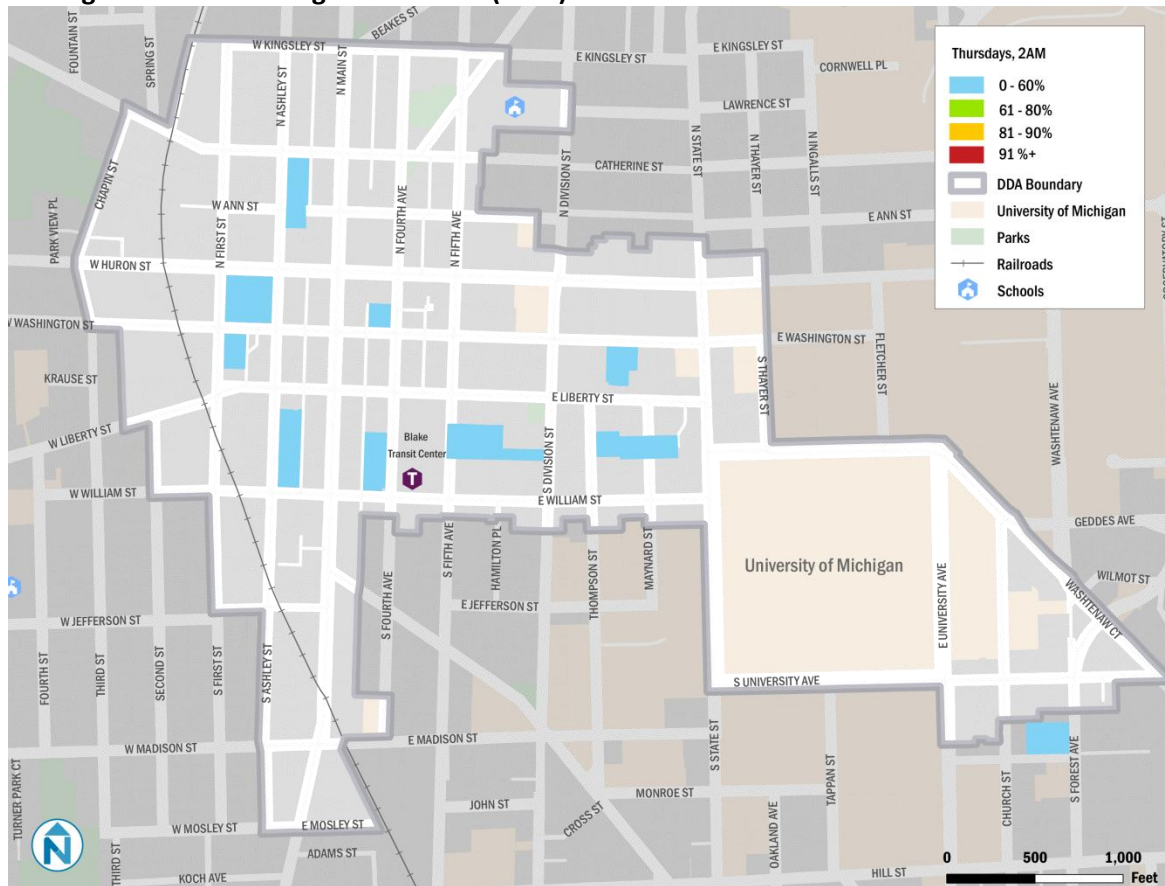 W KINGSLEY ST
BEAKES ST
E KINGSLEY ST
E KINGSLEY ST
FOUNTAIN ST
SPRING ST
N ASHLEY ST
N MAIN ST
CORNWELL PL
LAWRENCE ST
CATHERINE ST
N STATE ST
N THAYER ST
N INGALLS ST
N DIVISION ST
CHAPIN ST
W ANN ST
E ANN ST
N FIRST ST
N FOURTH AVE
N FIFTH AVE
PARK VIEW PL
W HURON ST
W WASHINGTON ST
E WASHINGTON ST
FLETCHER ST
S THAYER ST
WASHTENAW AVE
KRAUSE ST
E LIBERTY ST
W LIBERTY ST
Blake
Transit Center
T
S DIVISION ST
W WILLIAM ST
E WILLIAM ST
GEDDES AVE
WILMOT ST
WASHTENAW CT
University of Michigan
E UNIVERSITY AVE
S FOURTH AVE
S FIFTH AVE
HAMILTON PL
THOMPSON ST
MAYNARD ST
E JEFFERSON ST
W JEFFERSON ST
FOURTH ST
THIRD ST
SECOND ST
S FIRST ST
S ASHLEY ST
S UNIVERSITY AVE
W MADISON ST
E MADISON ST
S STATE ST
TAPPAN ST
CHURCH ST
S FOREST AVE
TURNER PARK CT
MONROE ST
JOHN ST
CROSS ST
OAKLAND AVE
W MOSLEY ST
E MOSLEY ST
THIRD ST
ADAMS ST
KOCH AVE
HILL ST
N
Thursdays, 2AM
0 - 60%
61 - 80%
81 - 90%
91 %+
DDA Boundary
University of Michigan
Parks
Railroads
Schools
0 500 1,000
Feet